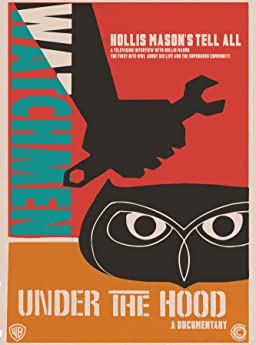 WATCHMEN
HOLLIS MASON'S TELL ALL
A TELEVISION INTERVIEW WITH HOLLIS MASON
THE FIRST NITE-OWL ABOUT HIS LIFE AND THE SUPERHERO COMMUNITY.
UNDER THE HOOD
A DOCUMENTARY
WB